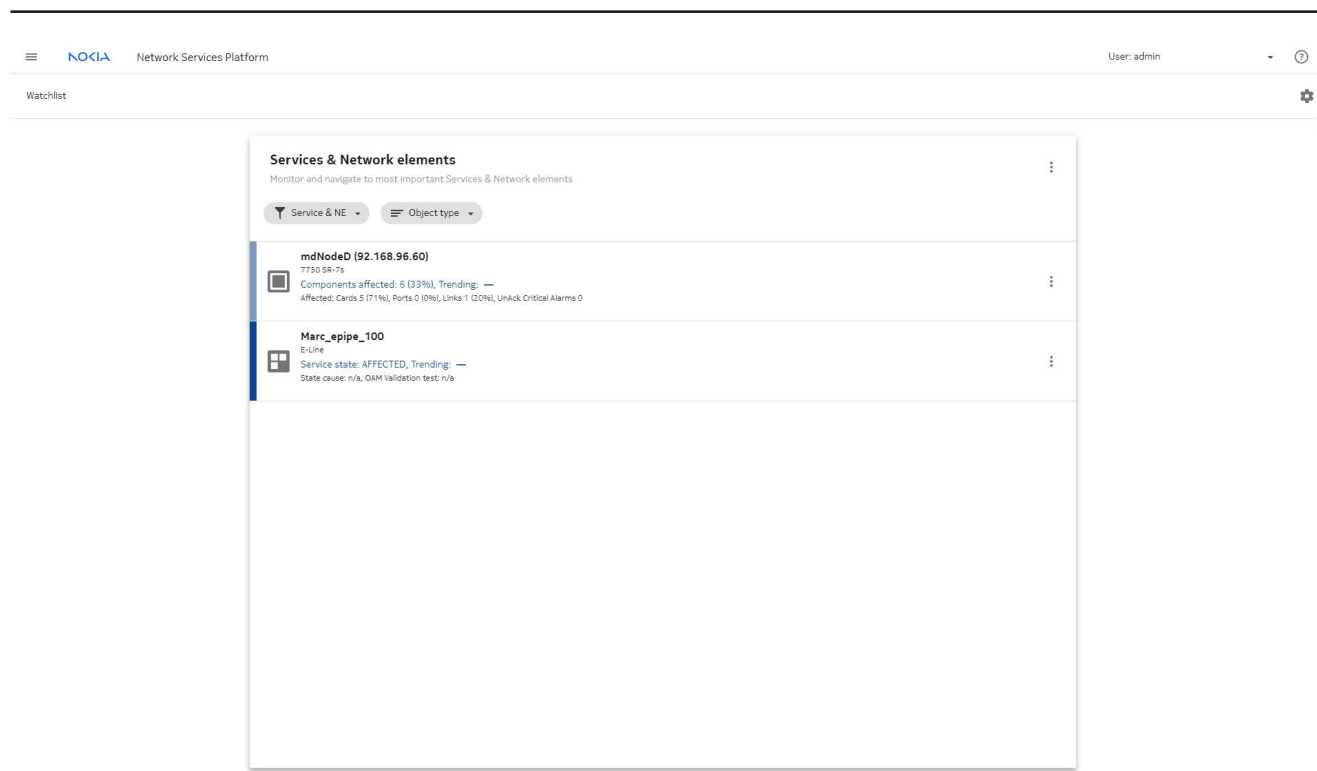 NOKIA Network Services Platform User: admin
Watchlist
Services & Network elements
Monitor and navigate to most important Services & Network elements
Service & NE Object type
mdNodeD (92.168.96.60)
7750 SR-7s
Components affected: 6 (33%), Trending: —
Affected: Cards 5 (71%), Ports 0 (0%), Links 1 (20%), UnAck Critical Alarms 0
Marc_epipe_100
E-Line
Service state: AFFECTED, Trending: —
State cause: n/a, OAM Validation test: n/a